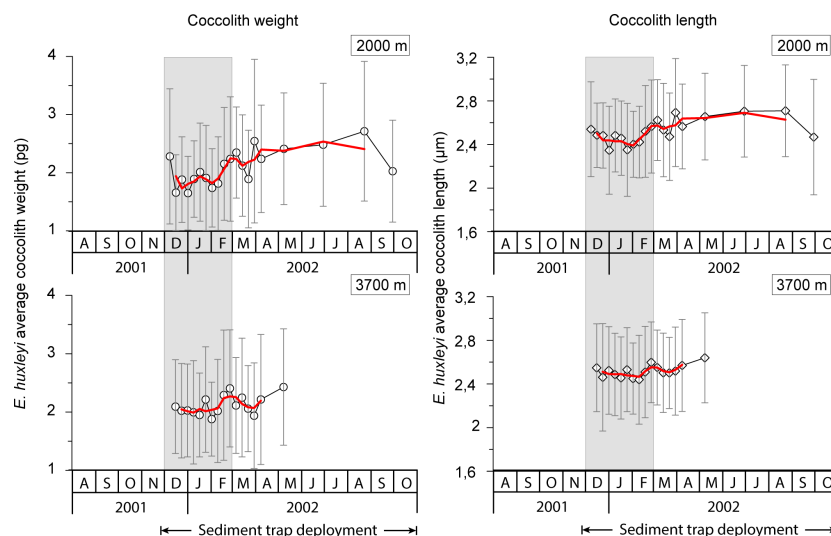 Coccolith weight
Coccolith length
2000 m
2000 m
4
3
2
1
3,2
2,8
2,4
2
1,6
A S O N D J F M A M J J A S O
A S O N D J F M A M J J A S O
2001 2002
2001 2002
E. huxleyi average coccolith weight (pg)
E. huxleyi average coccolith length (μm)
3700 m
3700 m
4
3
2
1
3,2
2,8
2,4
2
1,6
A S O N D J F M A M J J A S O
A S O N D J F M A M J J A S O
2001 2002
2001 2002
Sediment trap deployment
Sediment trap deployment